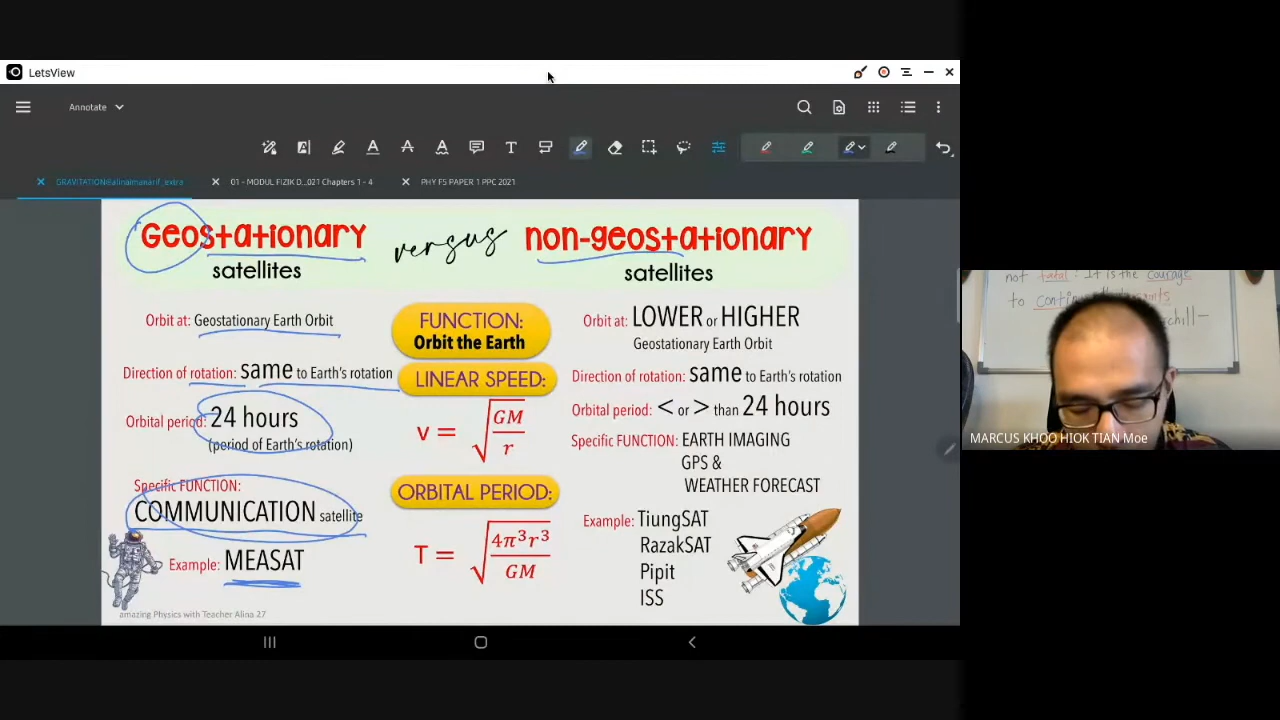 LetsView
Annotate
GRAVITATION@alinaimanarif_extra
01 - MODUL FIZIK D..021 Chapters 1 - 4
PHY F5 PAPER 1 PPC 2021
Geostationary
satellites
versus
non-geostationary
satellites
Orbit at: Geostationary Earth Orbit
Direction of rotation: same to Earth's rotation
Orbital period: 24 hours
(period of Earth's rotation)
Specific FUNCTION:
COMMUNICATION satellite
Example: MEASAT
FUNCTION:
Orbit the Earth
LINEAR SPEED:
v = √(GM/r)
ORBITAL PERIOD:
T = √(4π³r³/GM)
Orbit at: LOWER or HIGHER
Geostationary Earth Orbit
Direction of rotation: same to Earth's rotation
Orbital period: < or > than 24 hours
Specific FUNCTION: EARTH IMAGING
GPS &
WEATHER FORECAST
Example: TiungSAT
RazakSAT
Pipit
ISS
amazing Physics with Teacher Alina 27
not fatal: It is the courage
to
MARCUS KHOO HIOK TIAN Moe